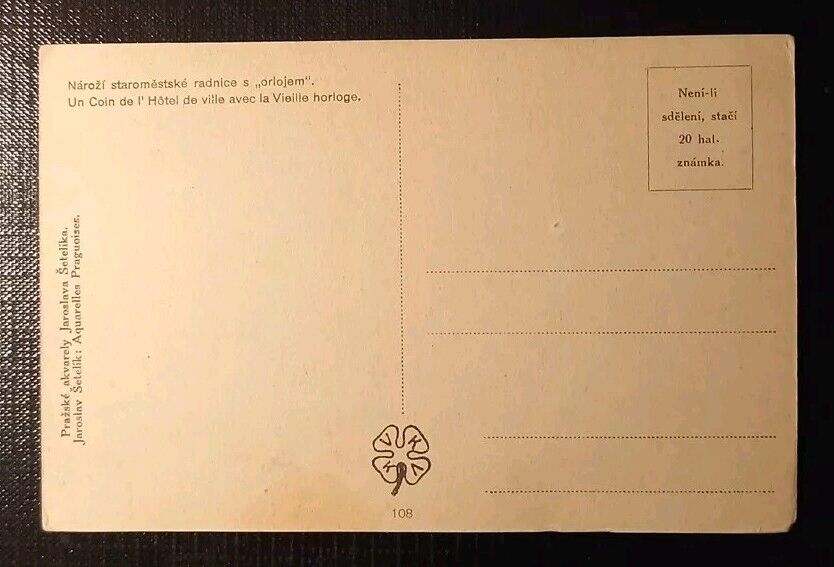 Nároží staroměstské radnice s „orlojem".
Un Coin de l' Hôtel de ville avec la Vieille horloge.
Není-li
sdělení, stačí
20 hal.
známka.
Pražské akvarely Jaroslava Šetelíka.
Jaroslav Šetelík: Aquarelles Praguoises.
V K
K V
108